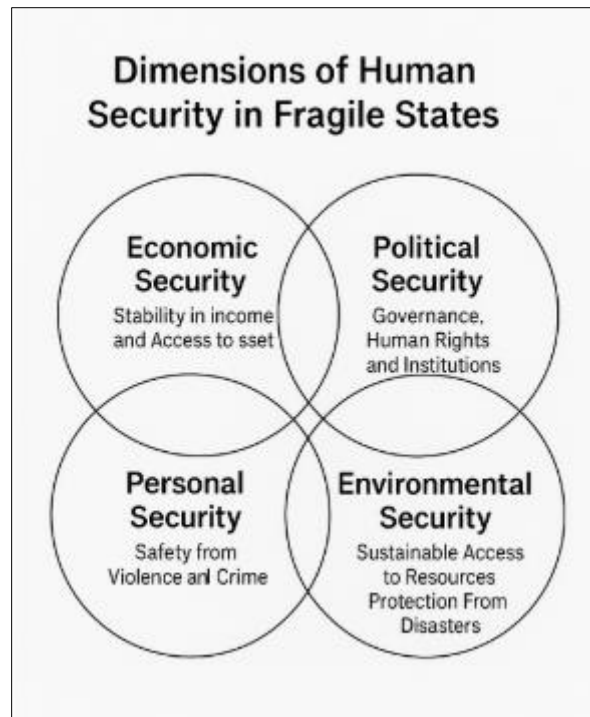 Dimensions of Human
Security in Fragile States
Economic
Security
Stability in income
and Access to sset
Political
Security
Governance,
Human Rights
and Institutions
Personal
Security
Safety from
Violence anl Crime
Environmental
Security
Sustainable Access
to Resources
Protection From
Disasters